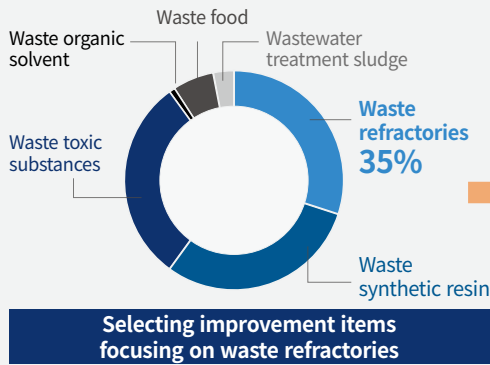 Waste food
Waste organic
solvent
Wastewater
treatment sludge
Waste
refractories
35%
Waste toxic
substances
Waste
synthetic resin
Selecting improvement items
focusing on waste refractories